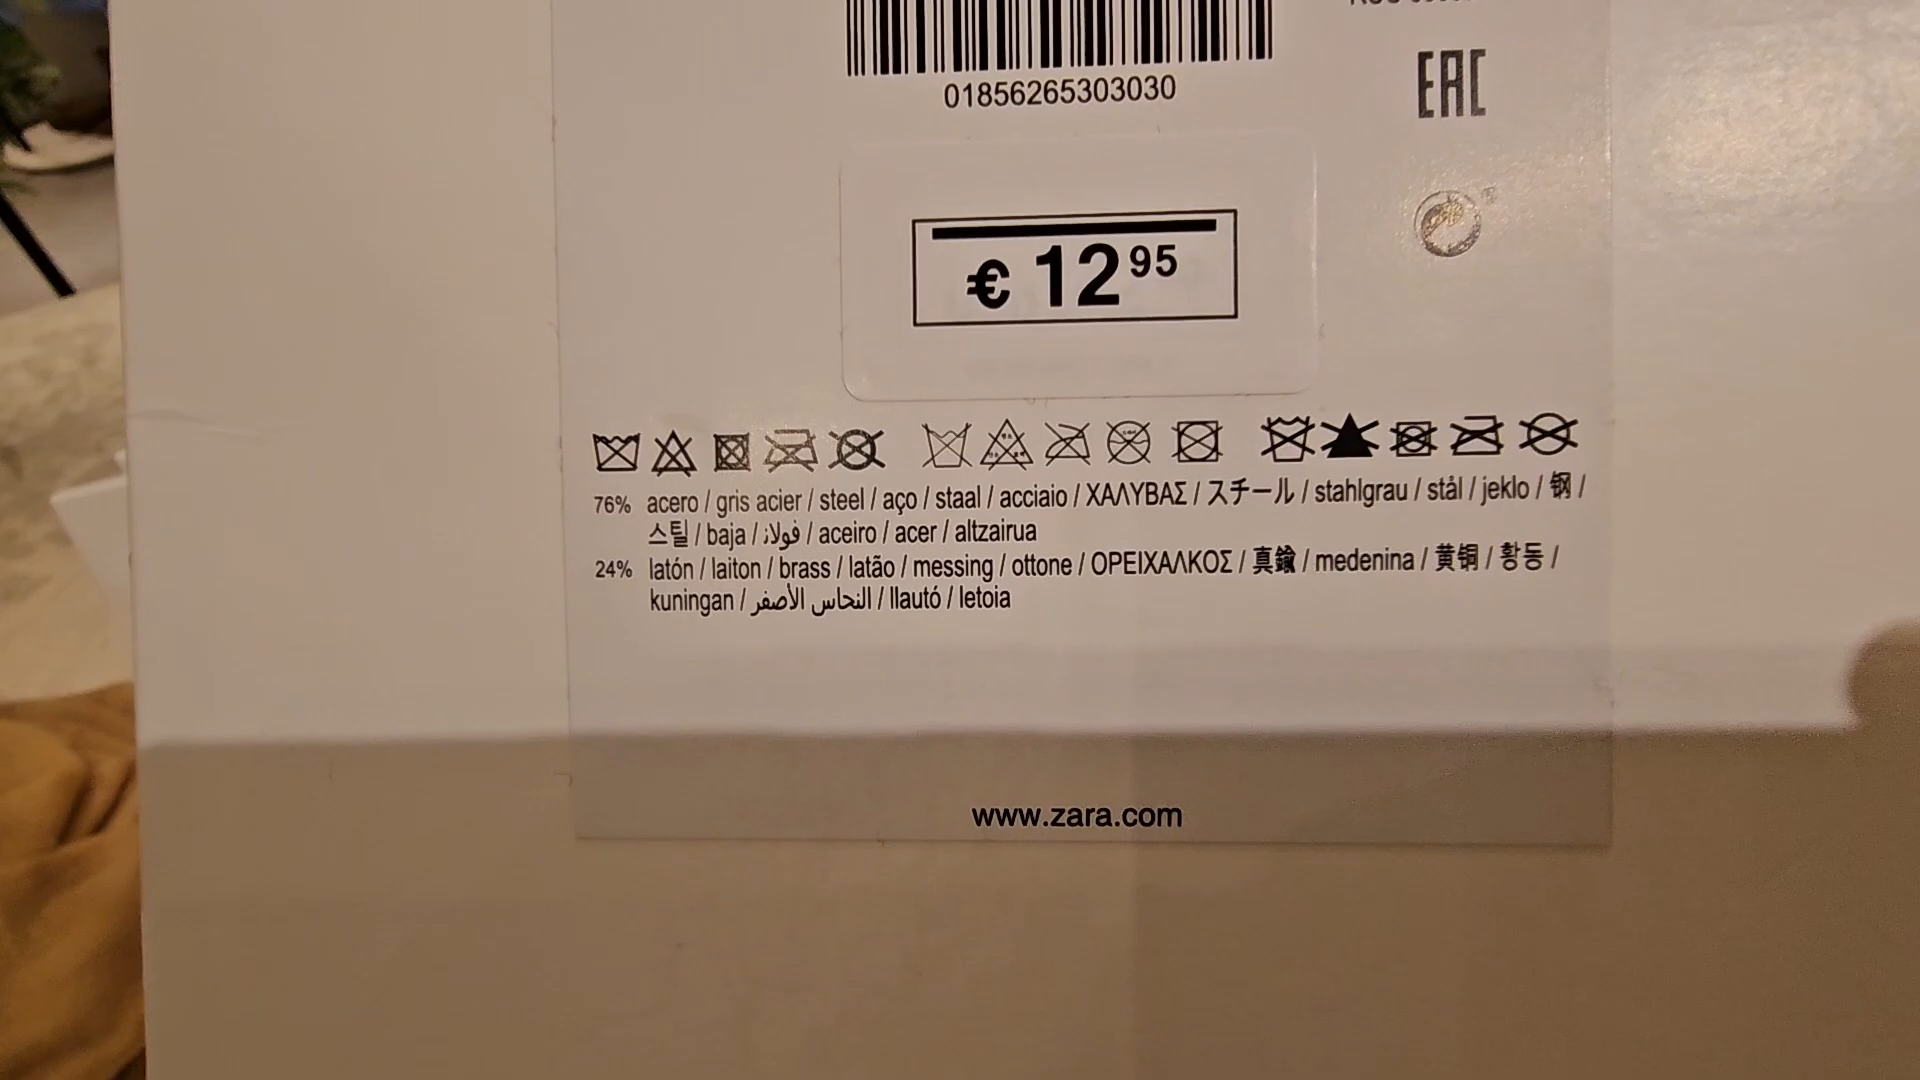 01856265303030
EAC
€ 12 95
76% acero / gris acier / steel / aço / staal / acciaio / ΧΑΛΥΒΑΣ / スチール / stahlgrau / stål / jeklo / 钢 /
스틸 / baja / فولاذ / aceiro / acer / altzairua
24% latón / laiton / brass / latão / messing / ottone / ΟΡΕΙΧΑΛΚΟΣ / 真鍮 / medenina / 黄铜 / 황동 /
kuningan / النحاس الأصفر / llautó / letoia
www.zara.com